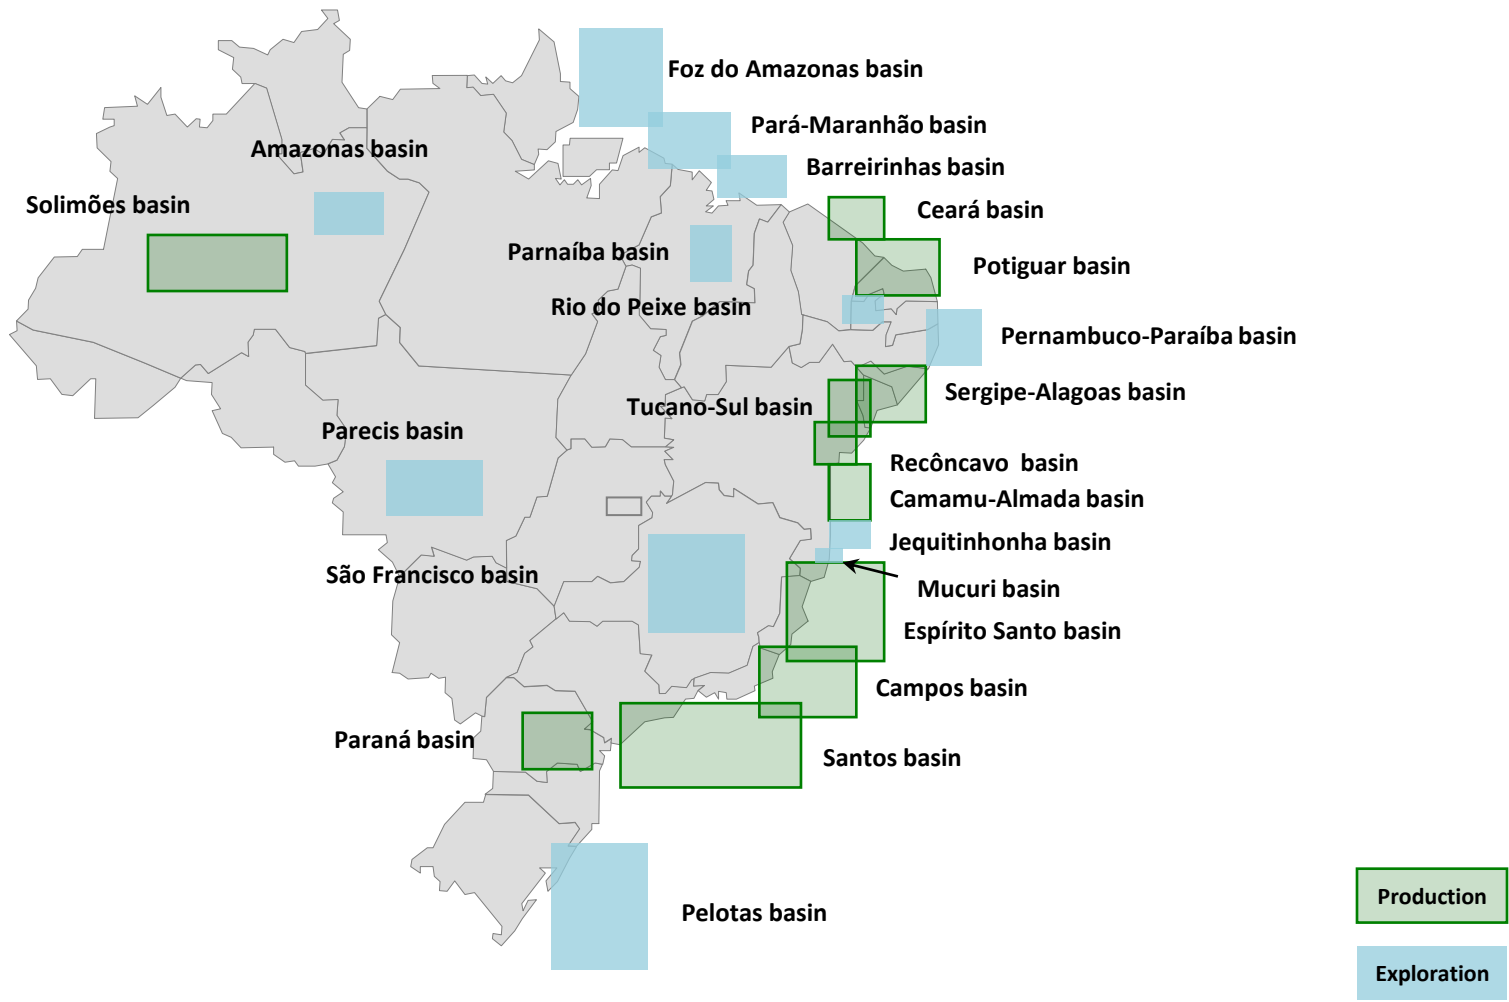 Foz do Amazonas basin
Pará-Maranhão basin
Amazonas basin
Barreirinhas basin
Solimões basin
Ceará basin
Parnaíba basin
Potiguar basin
Rio do Peixe basin
Pernambuco-Paraíba basin
Sergipe-Alagoas basin
Tucano-Sul basin
Parecis basin
Recôncavo basin
Camamu-Almada basin
Jequitinhonha basin
São Francisco basin
Mucuri basin
Espírito Santo basin
Campos basin
Paraná basin
Santos basin
Pelotas basin
Production
Exploration